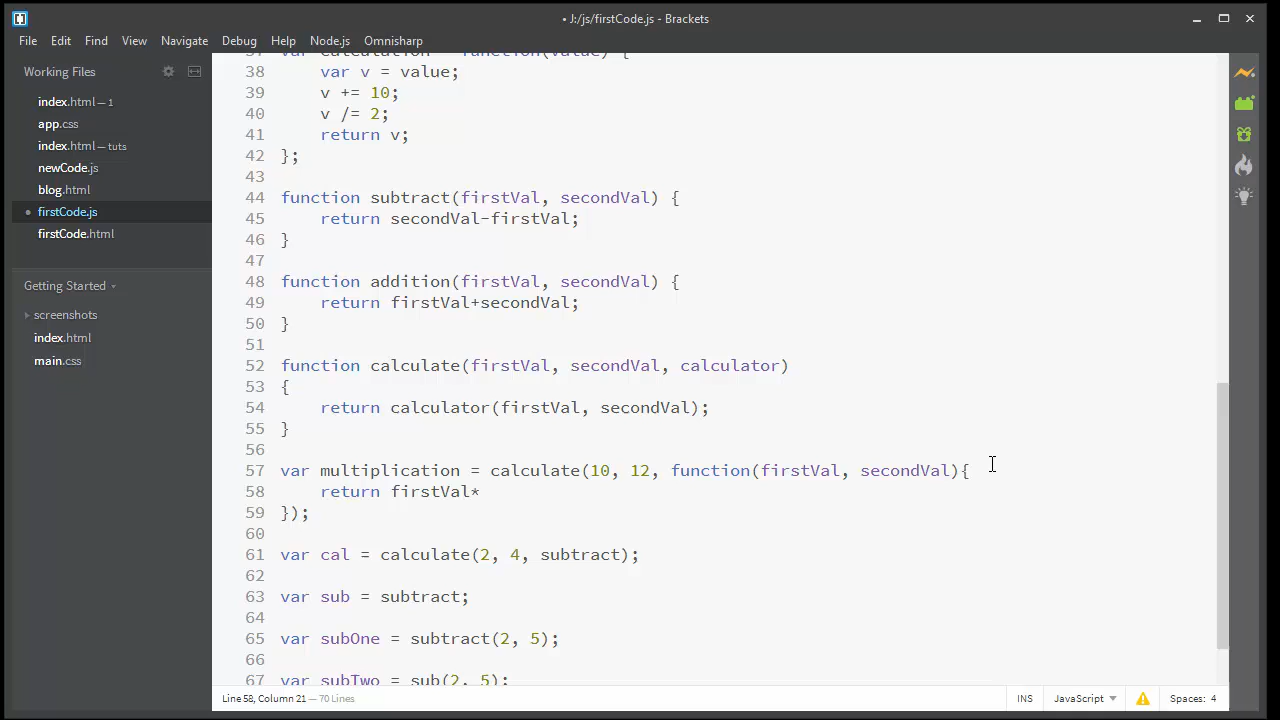 • J:/js/firstCode.js - Brackets
File Edit Find View Navigate Debug Help Node.js Omnisharp
Working Files
index.html — 1
app.css
index.html — tuts
newCode.js
blog.html
• firstCode.js
firstCode.html
Getting Started
screenshots
index.html
main.css
37 var calculation = function(value) {
38 var v = value;
39 v += 10;
40 v /= 2;
41 return v;
42 };
43
44 function subtract(firstVal, secondVal) {
45 return secondVal-firstVal;
46 }
47
48 function addition(firstVal, secondVal) {
49 return firstVal+secondVal;
50 }
51
52 function calculate(firstVal, secondVal, calculator)
53 {
54 return calculator(firstVal, secondVal);
55 }
56
57 var multiplication = calculate(10, 12, function(firstVal, secondVal){
58 return firstVal*
59 });
60
61 var cal = calculate(2, 4, subtract);
62
63 var sub = subtract;
64
65 var subOne = subtract(2, 5);
66
67 var subTwo = sub(2, 5);
Line 58, Column 21 — 70 Lines
INS JavaScript Spaces: 4